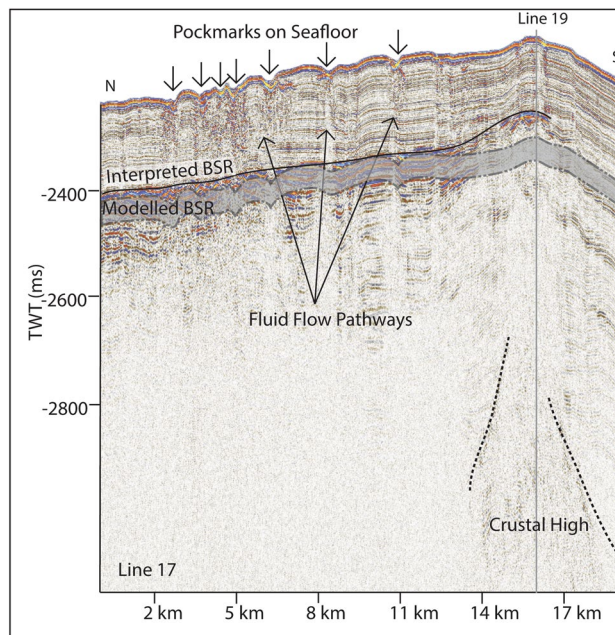 Line 19
Pockmarks on Seafloor
N
S
Interpreted BSR
-2400
Modelled BSR
-2600
TWT (ms)
Fluid Flow Pathways
-2800
Crustal High
Line 17
2 km 5 km 8 km 11 km 14 km 17 km